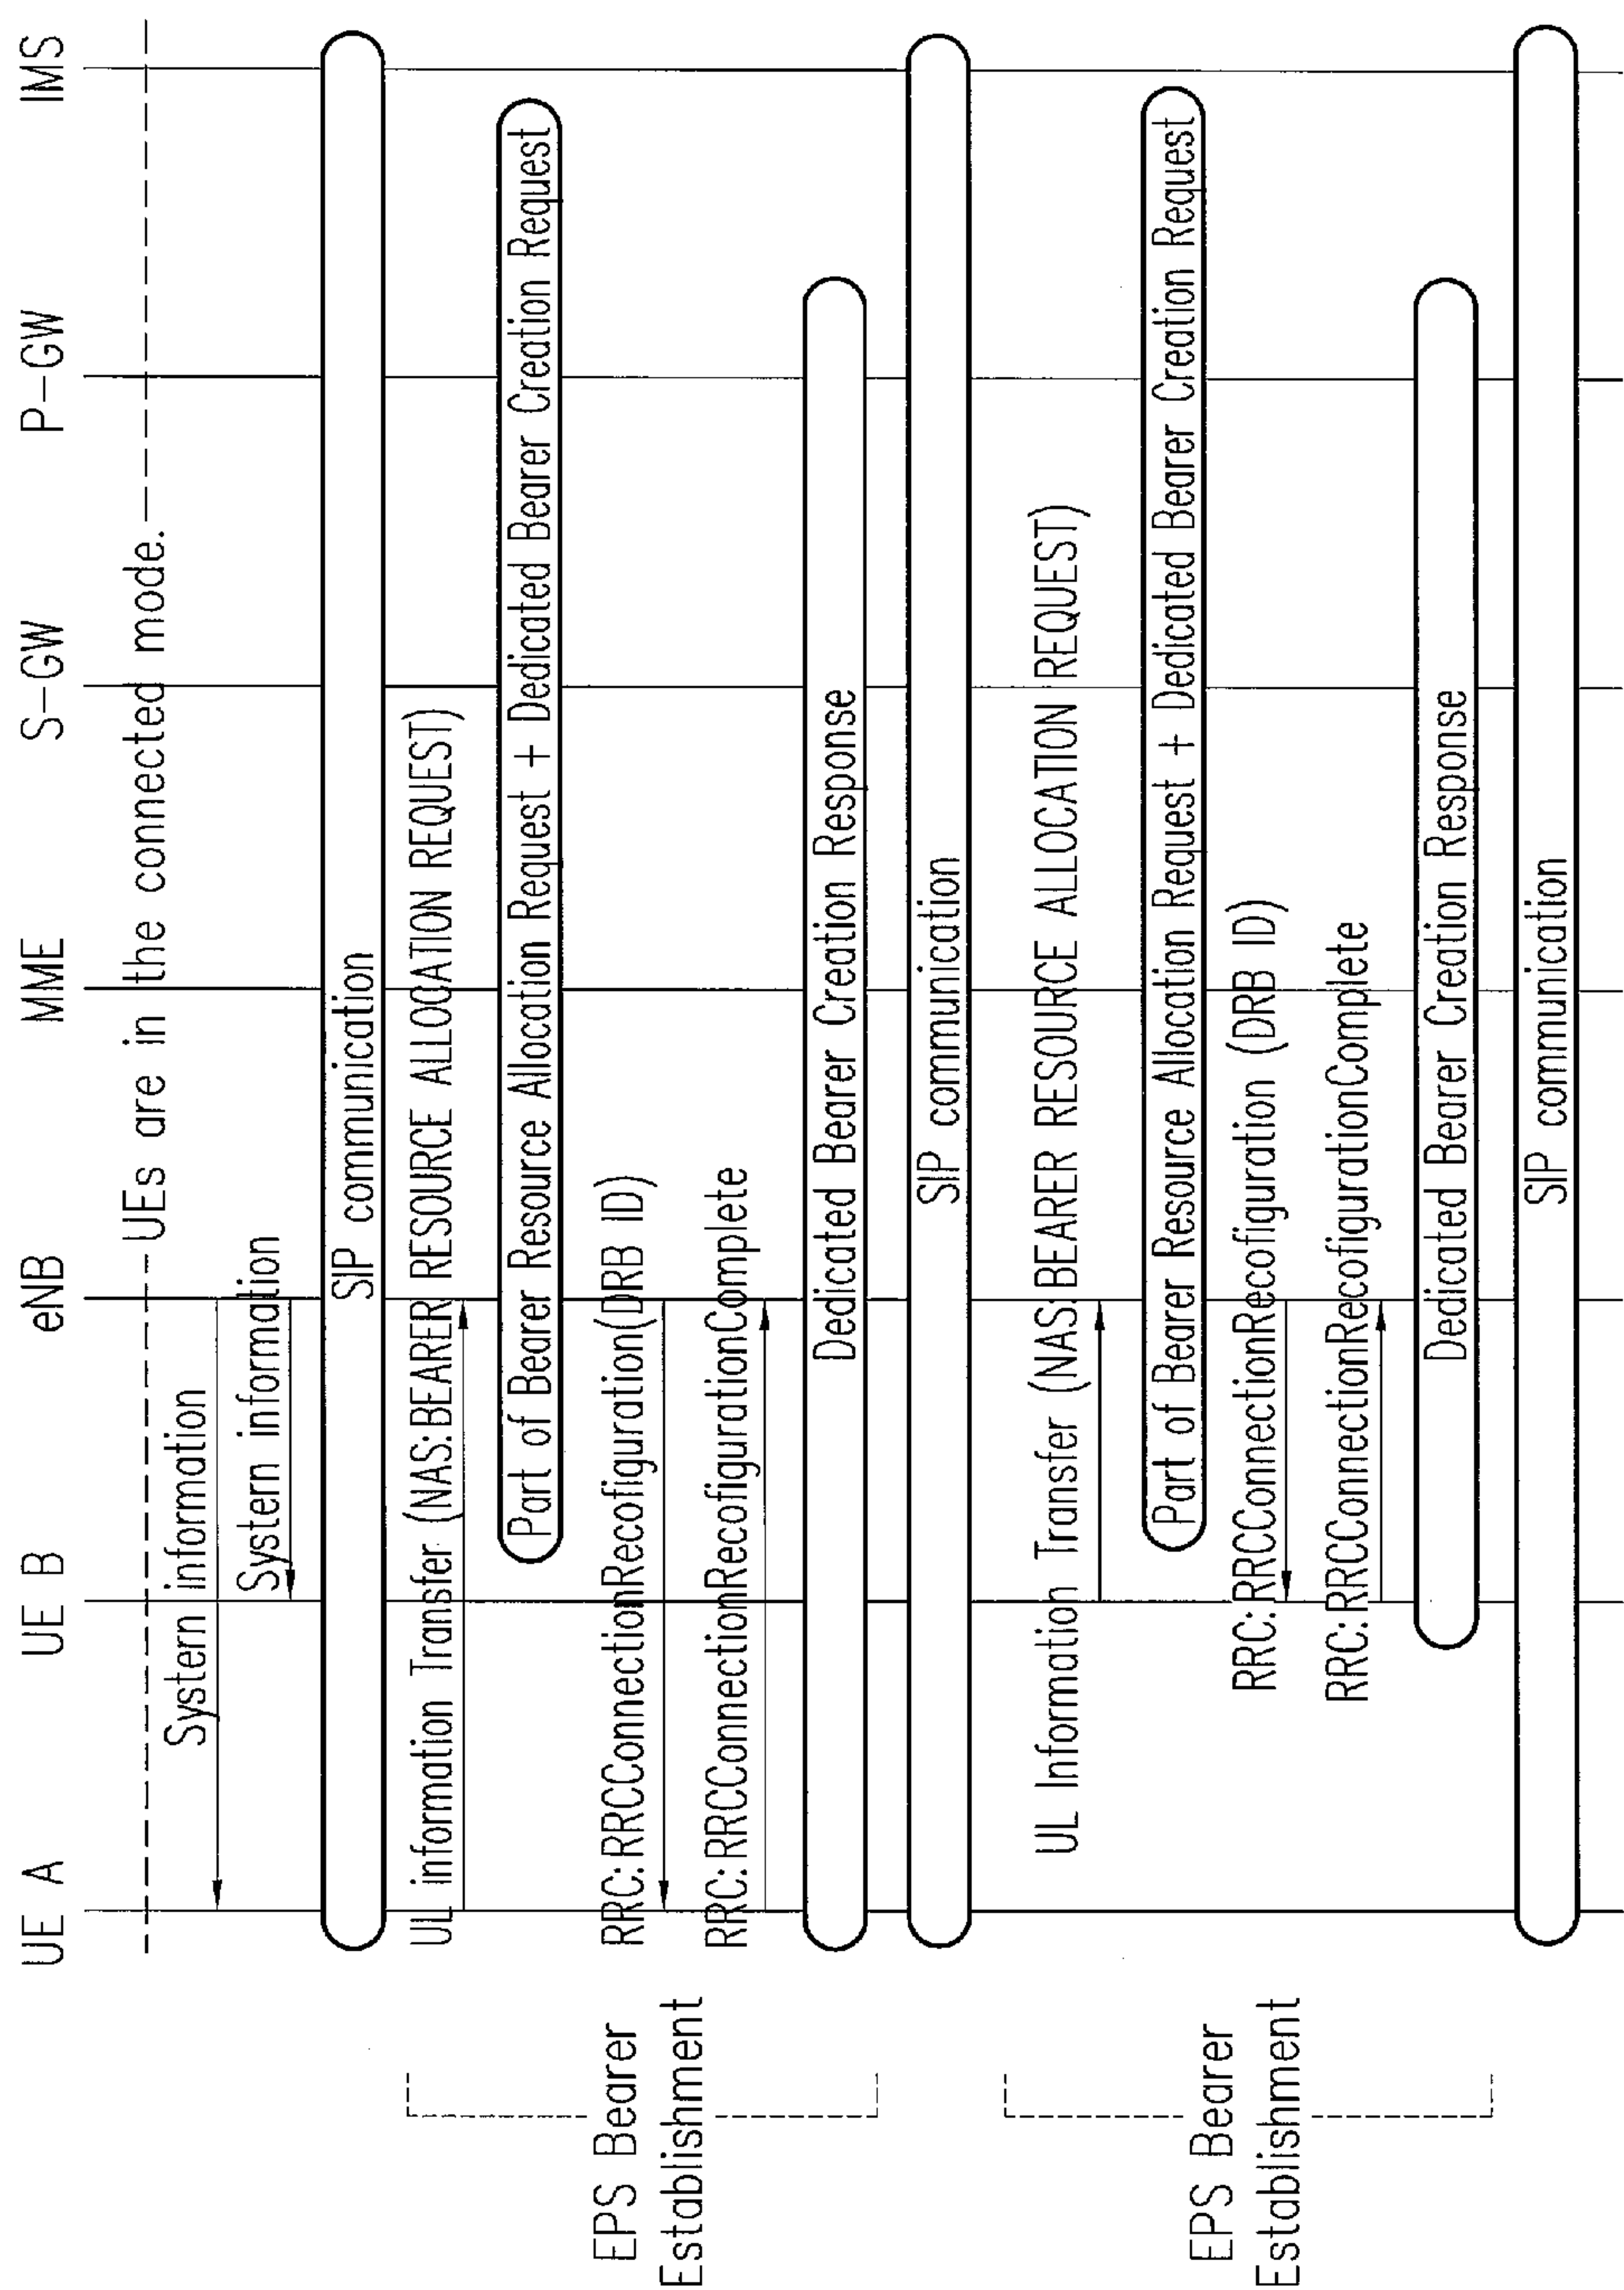 UE A
UE B
eNB
MME
S-GW
P-GW
IMS
UEs are in the connected mode.
Systern information
Systern information
SIP communication
UL information Transfer (NAS:BEARER RESOURCE ALLOCATION REQUEST)
Part of Bearer Resource Allocation Request + Dedicated Bearer Creation Request
RRC:RRCConnectionRecofiguration(DRB ID)
RRC:RRCConnectionRecofigurationComplete
Dedicated Bearer Creation Response
EPS Bearer
Establishment
SIP communication
UL Information Transfer (NAS:BEARER RESOURCE ALLOCATION REQUEST)
Part of Bearer Resource Allocation Request + Dedicated Bearer Creation Request
RRC:RRCConnectionRecofiguration (DRB ID)
RRC:RRCConnectionRecofigurationComplete
Dedicated Bearer Creation Response
EPS Bearer
Establishment
SIP communication